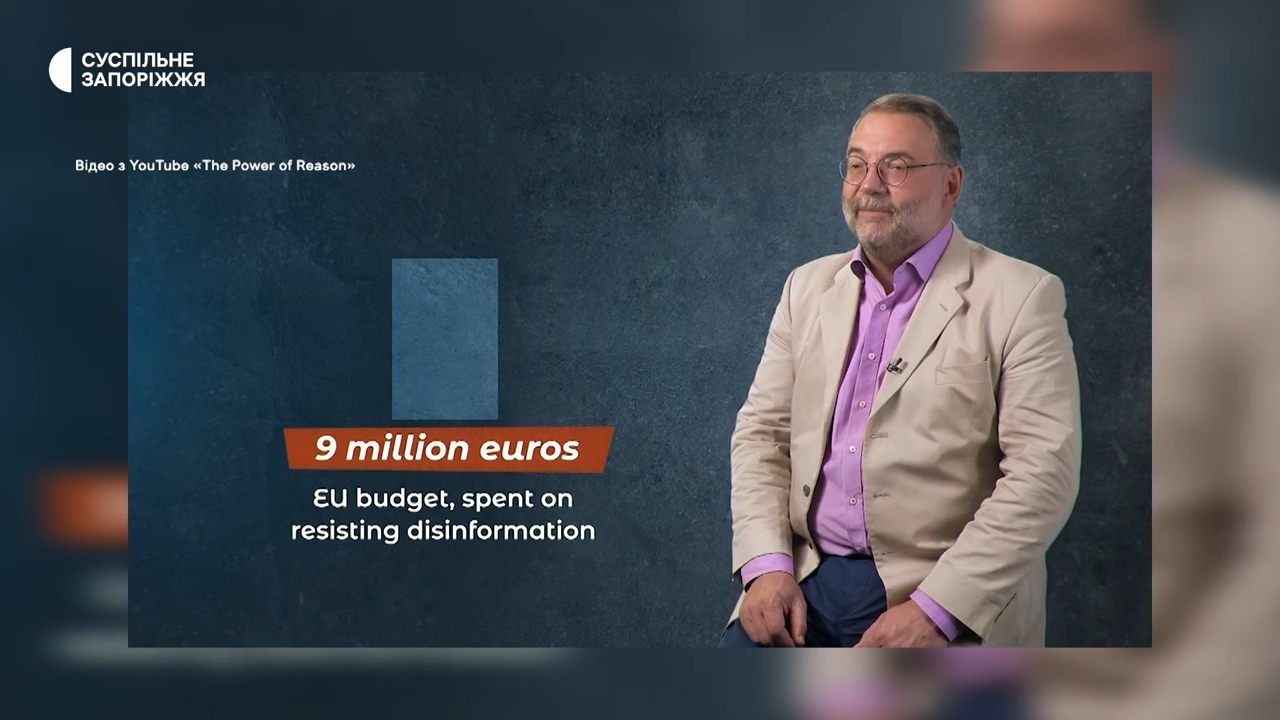 СУСПІЛЬНЕ
ЗАПОРІЖЖЯ
Відео з YouTube «The Power of Reason»
9 million euros
EU budget, spent on
resisting disinformation